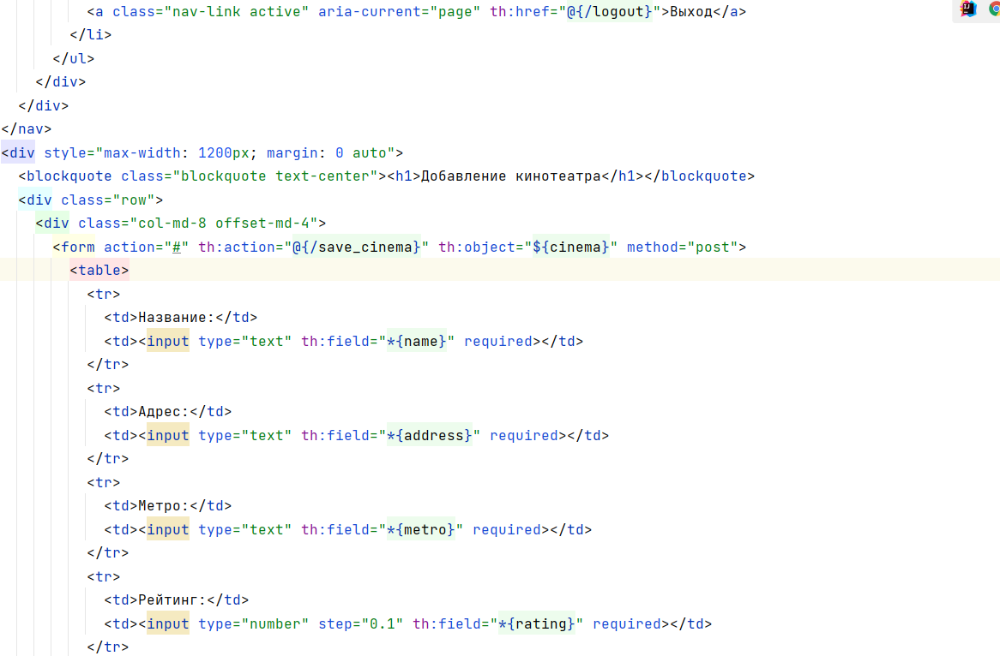 <a class="nav-link active" aria-current="page" th:href="@{/logout}">Выход</a>
</li>
</ul>
</div>
</div>
</nav>
<div style="max-width: 1200px; margin: 0 auto">
<blockquote class="blockquote text-center"><h1>Добавление кинотеатра</h1></blockquote>
<div class="row">
<div class="col-md-8 offset-md-4">
<form action="#" th:action="@{/save_cinema}" th:object="${cinema}" method="post">
<table>
<tr>
<td>Название:</td>
<td><input type="text" th:field="*{name}" required></td>
</tr>
<tr>
<td>Адрес:</td>
<td><input type="text" th:field="*{address}" required></td>
</tr>
<tr>
<td>Метро:</td>
<td><input type="text" th:field="*{metro}" required></td>
</tr>
<tr>
<td>Рейтинг:</td>
<td><input type="number" step="0.1" th:field="*{rating}" required></td>
</tr>